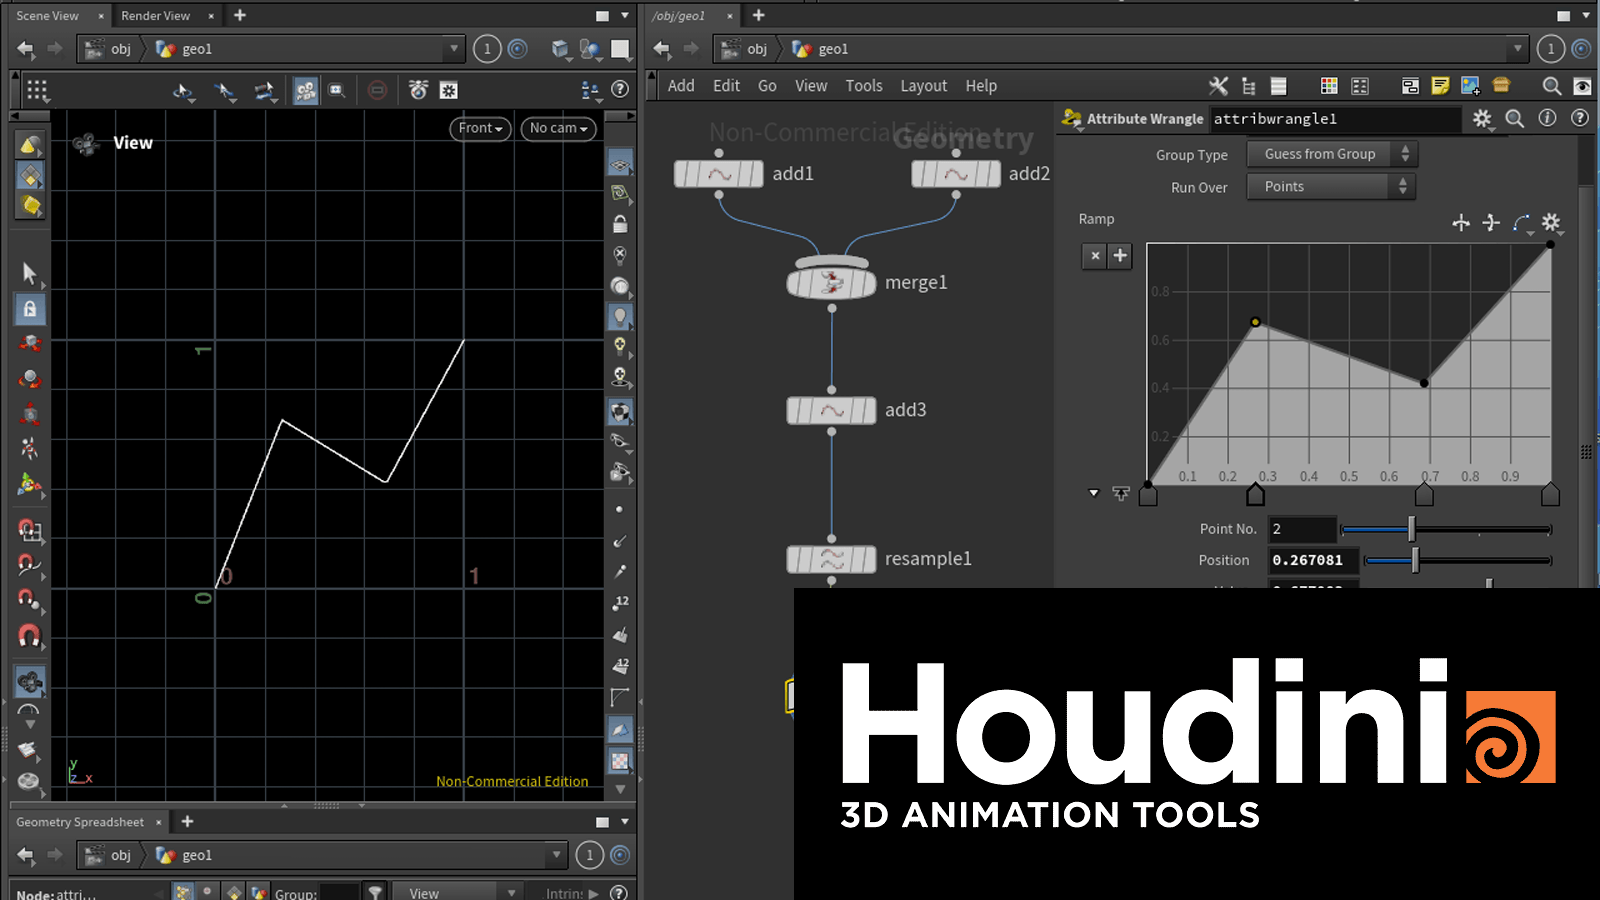 Scene View × Render View × +
obj geo1 1
View
Front No cam
1
0 1
0
y
z x
Non-Commercial Edition
12
12
Geometry Spreadsheet × +
obj geo1 1
Node: attri... Group: View Intrin
/obj/geo1 × +
obj geo1 1
Add Edit Go View Tools Layout Help
Non-Commercial Edition
Geometry
add1 add2
merge1
add3
resample1
Attribute Wrangle attribwrangle1
Group Type Guess from Group
Run Over Points
Ramp
0.8
0.6
0.4
0.2
0.1 0.2 0.3 0.4 0.5 0.6 0.7 0.8 0.9
Point No. 2
Position 0.267081
Houdini
3D ANIMATION TOOLS